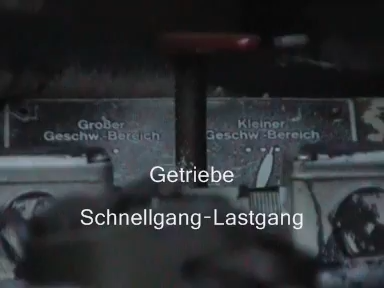 Großer
Geschw.-Bereich
Kleiner
Geschw.-Bereich
Getriebe
Schnellgang-Lastgang